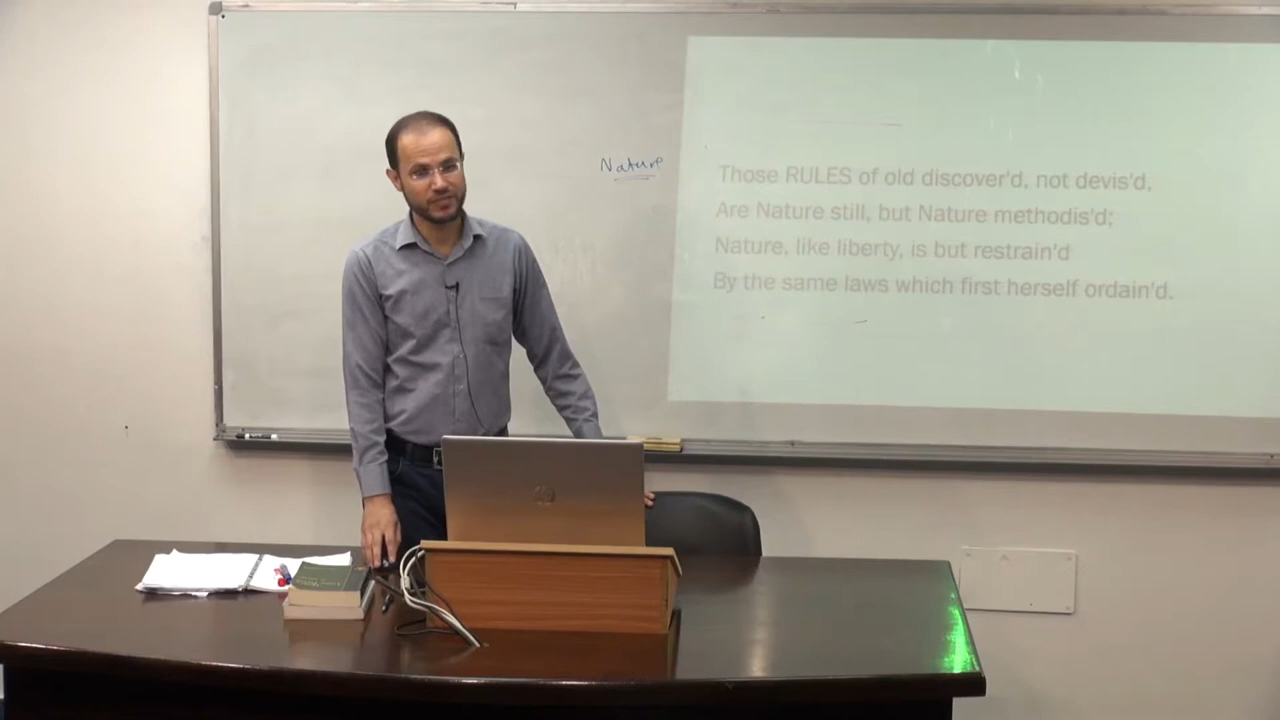 Nature
Those RULES of old discover'd, not devis'd,
Are Nature still, but Nature methodis'd;
Nature, like liberty, is but restrain'd
By the same laws which first herself ordain'd.
hp